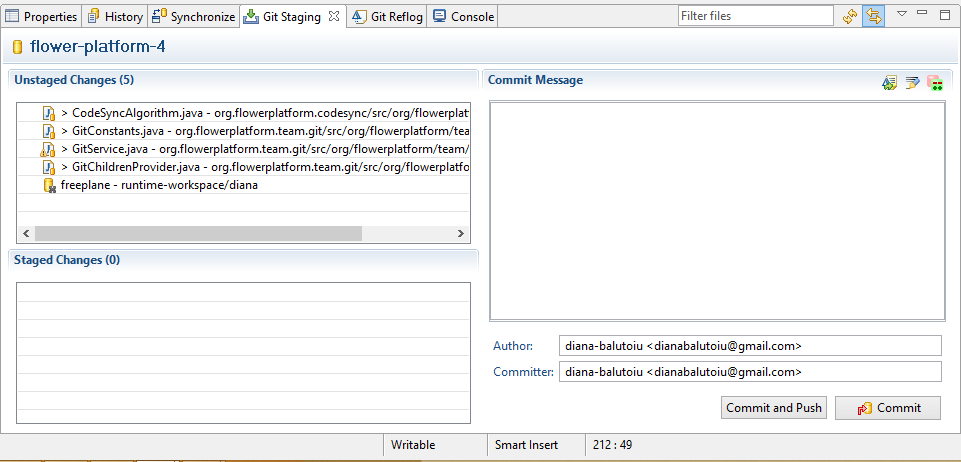 Properties History Synchronize Git Staging Git Reflog Console Filter files
flower-platform-4
Unstaged Changes (5)
> CodeSyncAlgorithm.java - org.flowerplatform.codesync/src/org/flowerplat
> GitConstants.java - org.flowerplatform.team.git/src/org/flowerplatform/tea
> GitService.java - org.flowerplatform.team.git/src/org/flowerplatform/team/
> GitChildrenProvider.java - org.flowerplatform.team.git/src/org/flowerplatfo
freeplane - runtime-workspace/diana
Staged Changes (0)
Commit Message
Author: diana-balutoiu <dianabalutoiu@gmail.com>
Committer: diana-balutoiu <dianabalutoiu@gmail.com>
Commit and Push Commit
Writable Smart Insert 212 : 49